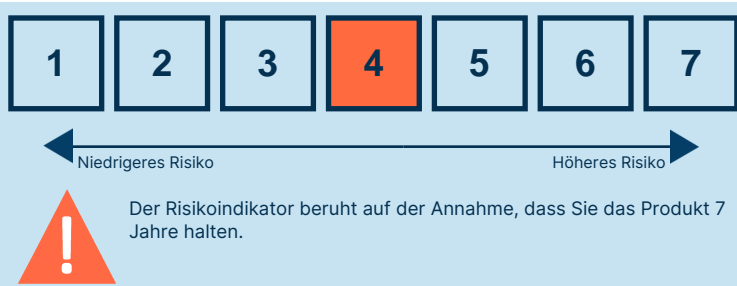 1 2 3 4 5 6 7
Niedrigeres Risiko Höheres Risiko
! Der Risikoindikator beruht auf der Annahme, dass Sie das Produkt 7
Jahre halten.